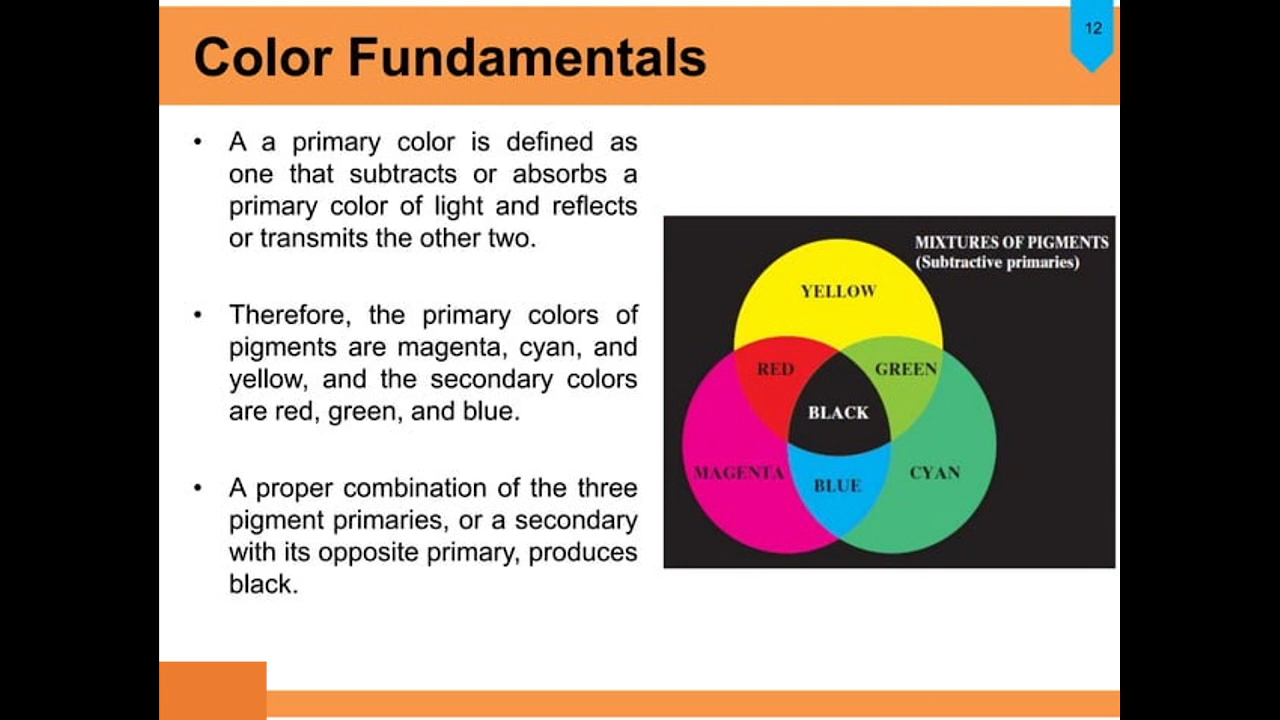 12
Color Fundamentals
• A a primary color is defined as
one that subtracts or absorbs a
primary color of light and reflects
or transmits the other two.
• Therefore, the primary colors of
pigments are magenta, cyan, and
yellow, and the secondary colors
are red, green, and blue.
• A proper combination of the three
pigment primaries, or a secondary
with its opposite primary, produces
black.
MIXTURES OF PIGMENTS
(Subtractive primaries)
YELLOW
RED
GREEN
BLACK
MAGENTA
BLUE
CYAN